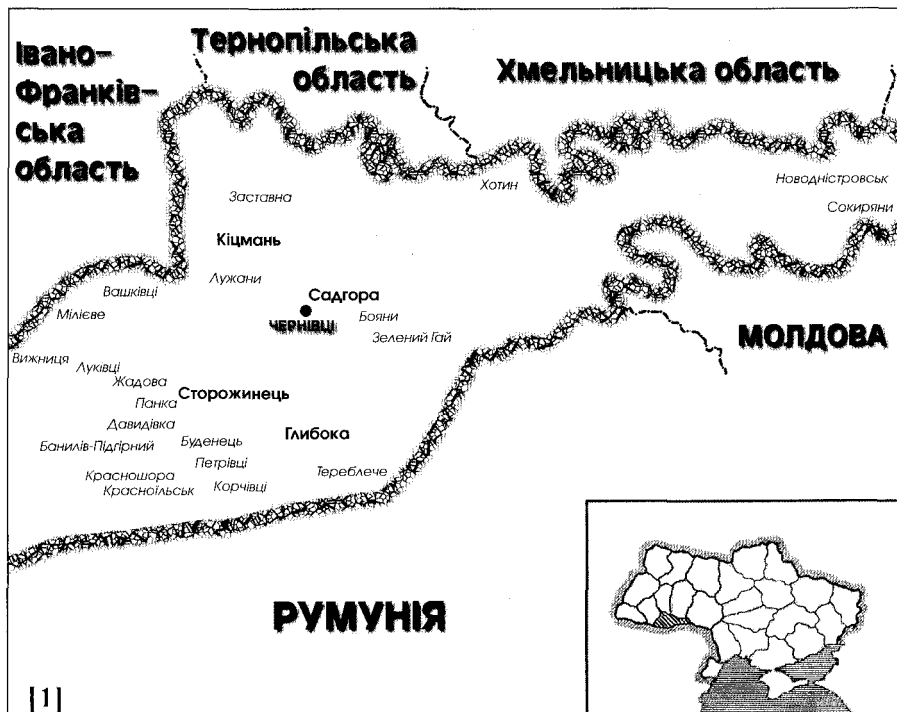 Івано-
Франків-
ська
область
Тернопільська
область
Хмельницька область
Хотин
Новодністровськ
Сокиряни
Заставна
Кіцмань
Лужани
Вашківці
Мілієве
Садгора
ЧЕРНІВЦІ
Бояни
Зелений Гай
МОЛДОВА
Вижниця
Луківці
Жадова
Панка
Сторожинець
Давидівка
Банилів-Підгірний
Буденець
Глибока
Петрівці
Красношора
Красноїльськ
Корчівці
Тереблече
РУМУНІЯ
[1]